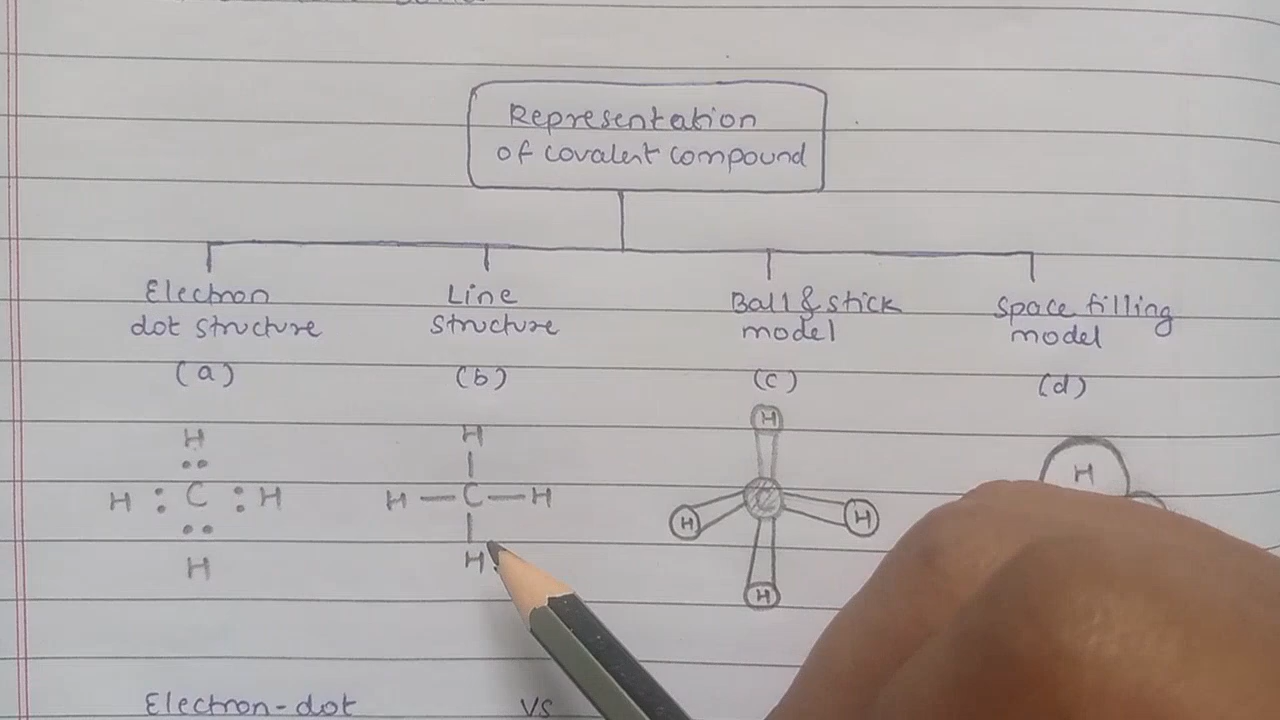 Representation
of covalent compound
Electron
dot structure
(a)
Line
structure
(b)
Ball & stick
model
(c)
Space filling
model
(d)
H
H : C : H
H
H
H — C — H
H
H
H
C
H
H
H
Electron-dot vs